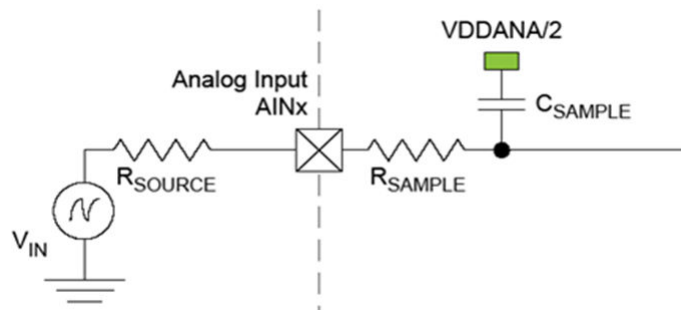 VDDANA/2
Analog Input
AINx
CSAMPLE
RSOURCE
RSAMPLE
VIN